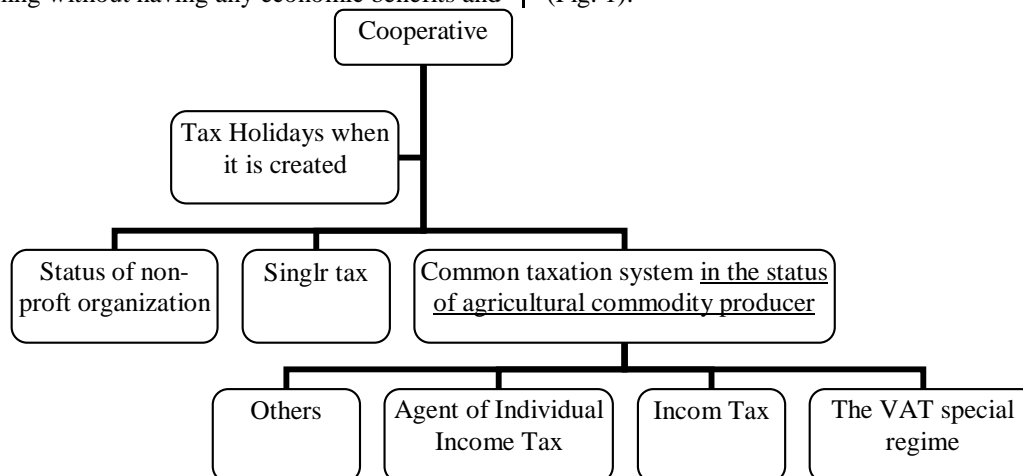 ning without having any economic benefits and
(Fig. 1).
Cooperative
Tax Holidays when
it is created
Status of non-
proft organization
Singlr tax
Common taxation system in the status
of agricultural commodity producer
Others
Agent of Individual
Income Tax
Incom Tax
The VAT special
regime